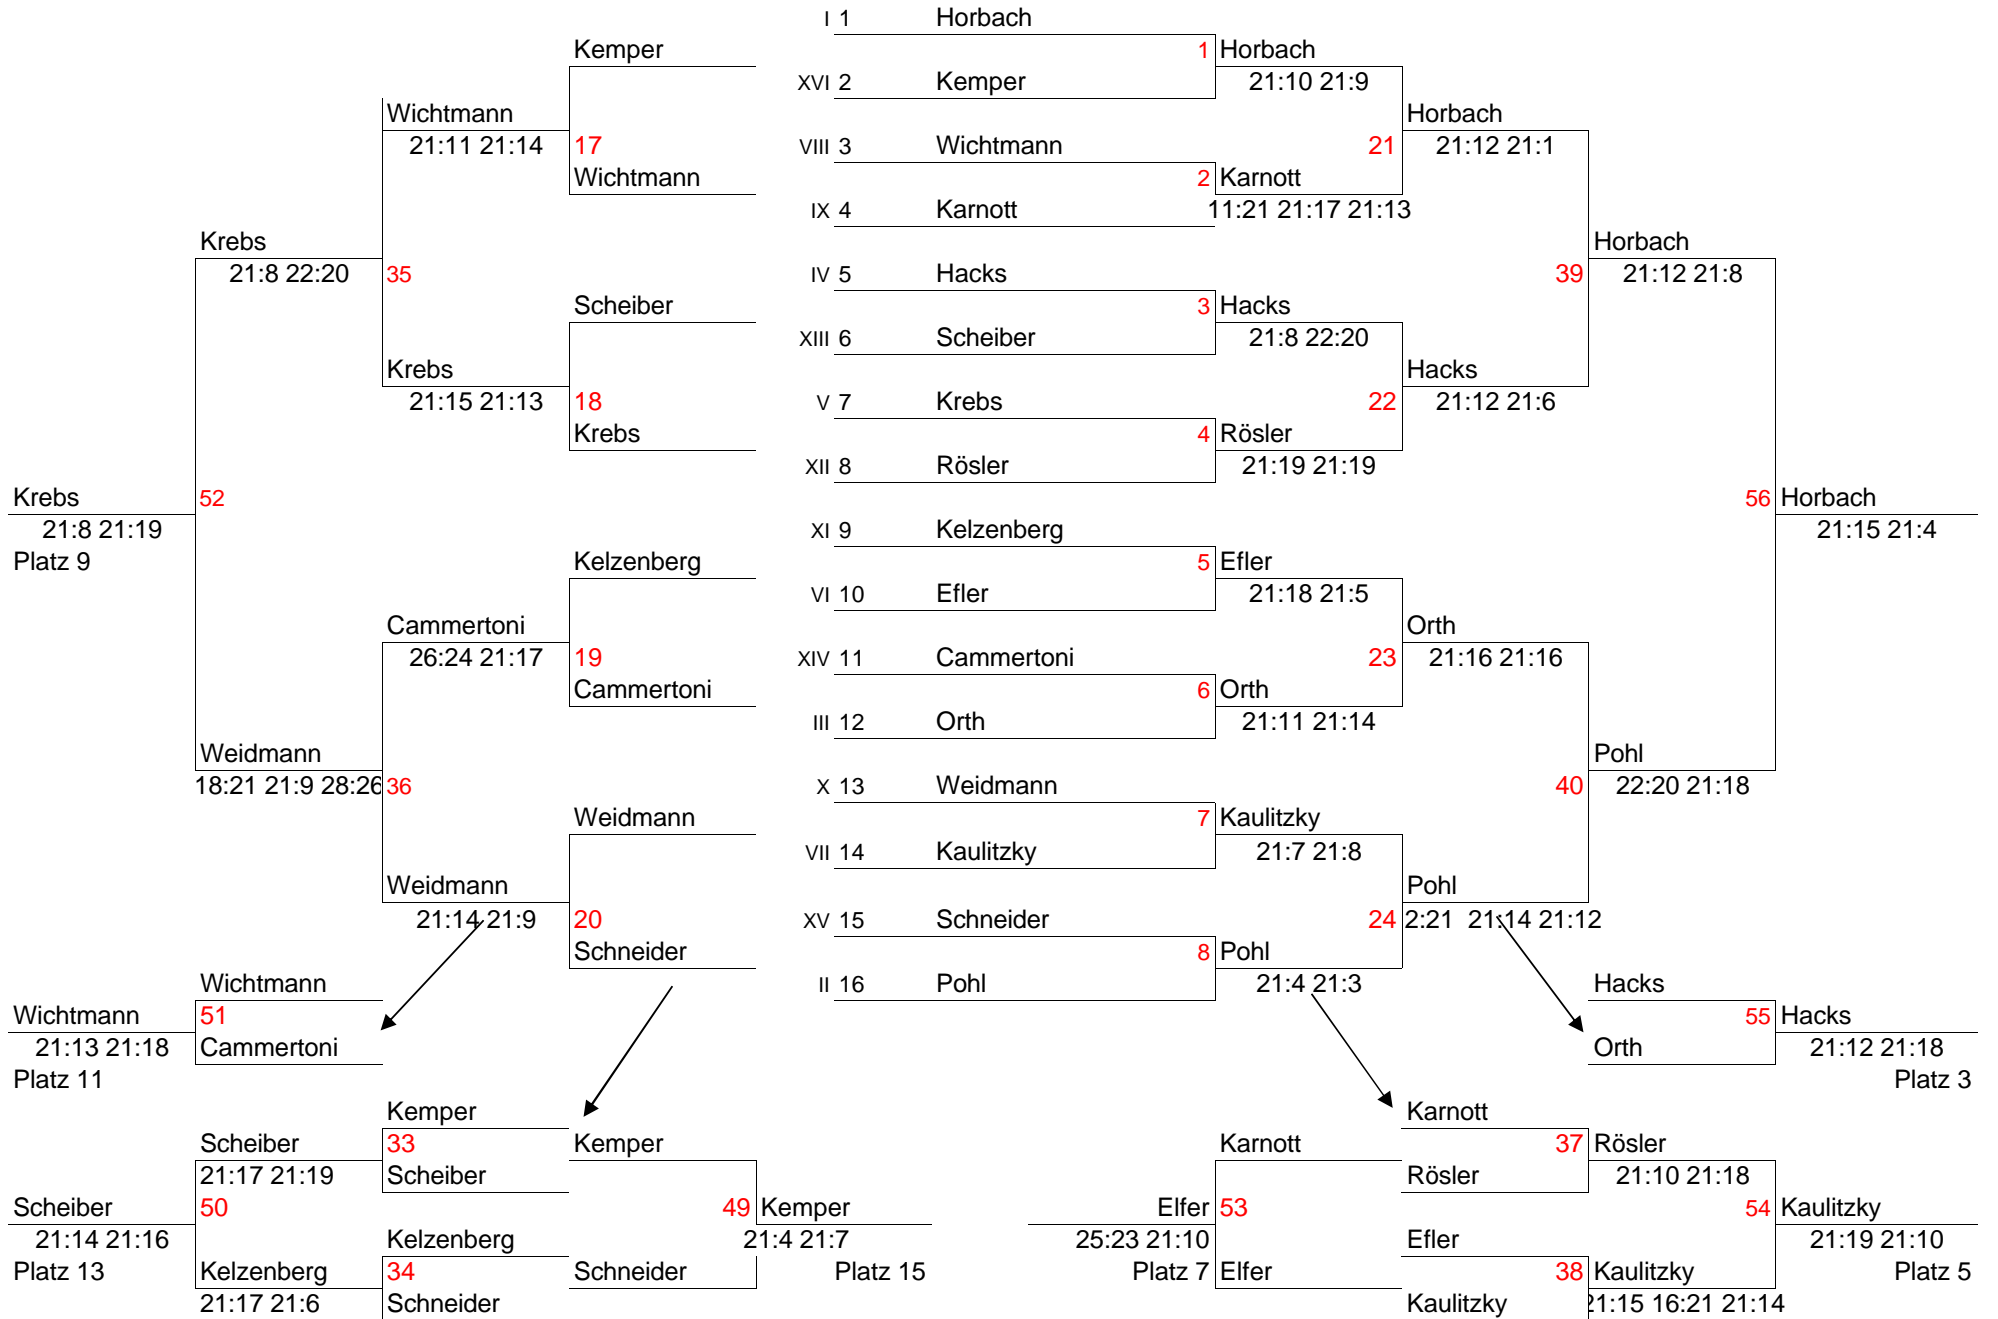 I 1 Horbach
Kemper 1 Horbach
XVI 2 Kemper 21:10 21:9
Wichtmann Horbach
21:11 21:14 17 VIII 3 Wichtmann 21 21:12 21:1
Wichtmann 2 Karnott
IX 4 Karnott 11:21 21:17 21:13
Krebs Horbach
21:8 22:20 35 IV 5 Hacks 39 21:12 21:8
Scheiber 3 Hacks
XIII 6 Scheiber 21:8 22:20
Krebs Hacks
21:15 21:13 18 V 7 Krebs 22 21:12 21:6
Krebs 4 Rösler
XII 8 Rösler 21:19 21:19
Krebs 52 56 Horbach
21:8 21:19 XI 9 Kelzenberg 21:15 21:4
Platz 9 Kelzenberg 5 Efler
VI 10 Efler 21:18 21:5
Cammertoni Orth
26:24 21:17 19 XIV 11 Cammertoni 23 21:16 21:16
Cammertoni 6 Orth
III 12 Orth 21:11 21:14
Weidmann Pohl
18:21 21:9 28:26 36 X 13 Weidmann 40 22:20 21:18
Weidmann 7 Kaulitzky
VII 14 Kaulitzky 21:7 21:8
Weidmann Pohl
21:14 21:9 20 XV 15 Schneider 24 2:21 21:14 21:12
Schneider 8 Pohl
Wichtmann II 16 Pohl 21:4 21:3 Hacks
Wichtmann 51 55 Hacks
21:13 21:18 Cammertoni Orth 21:12 21:18
Platz 11 Platz 3
Kemper Karnott
Scheiber 33 Kemper Karnott 37 Rösler
21:17 21:19 Scheiber Rösler 21:10 21:18
Scheiber 50 49 Kemper Elfer 53 54 Kaulitzky
21:14 21:16 Kelzenberg 21:4 21:7 25:23 21:10 Efler 21:19 21:10
Platz 13 Kelzenberg 34 Schneider Platz 15 Platz 7 Elfer 38 Kaulitzky Platz 5
21:17 21:6 Schneider Kaulitzky 21:15 16:21 21:14